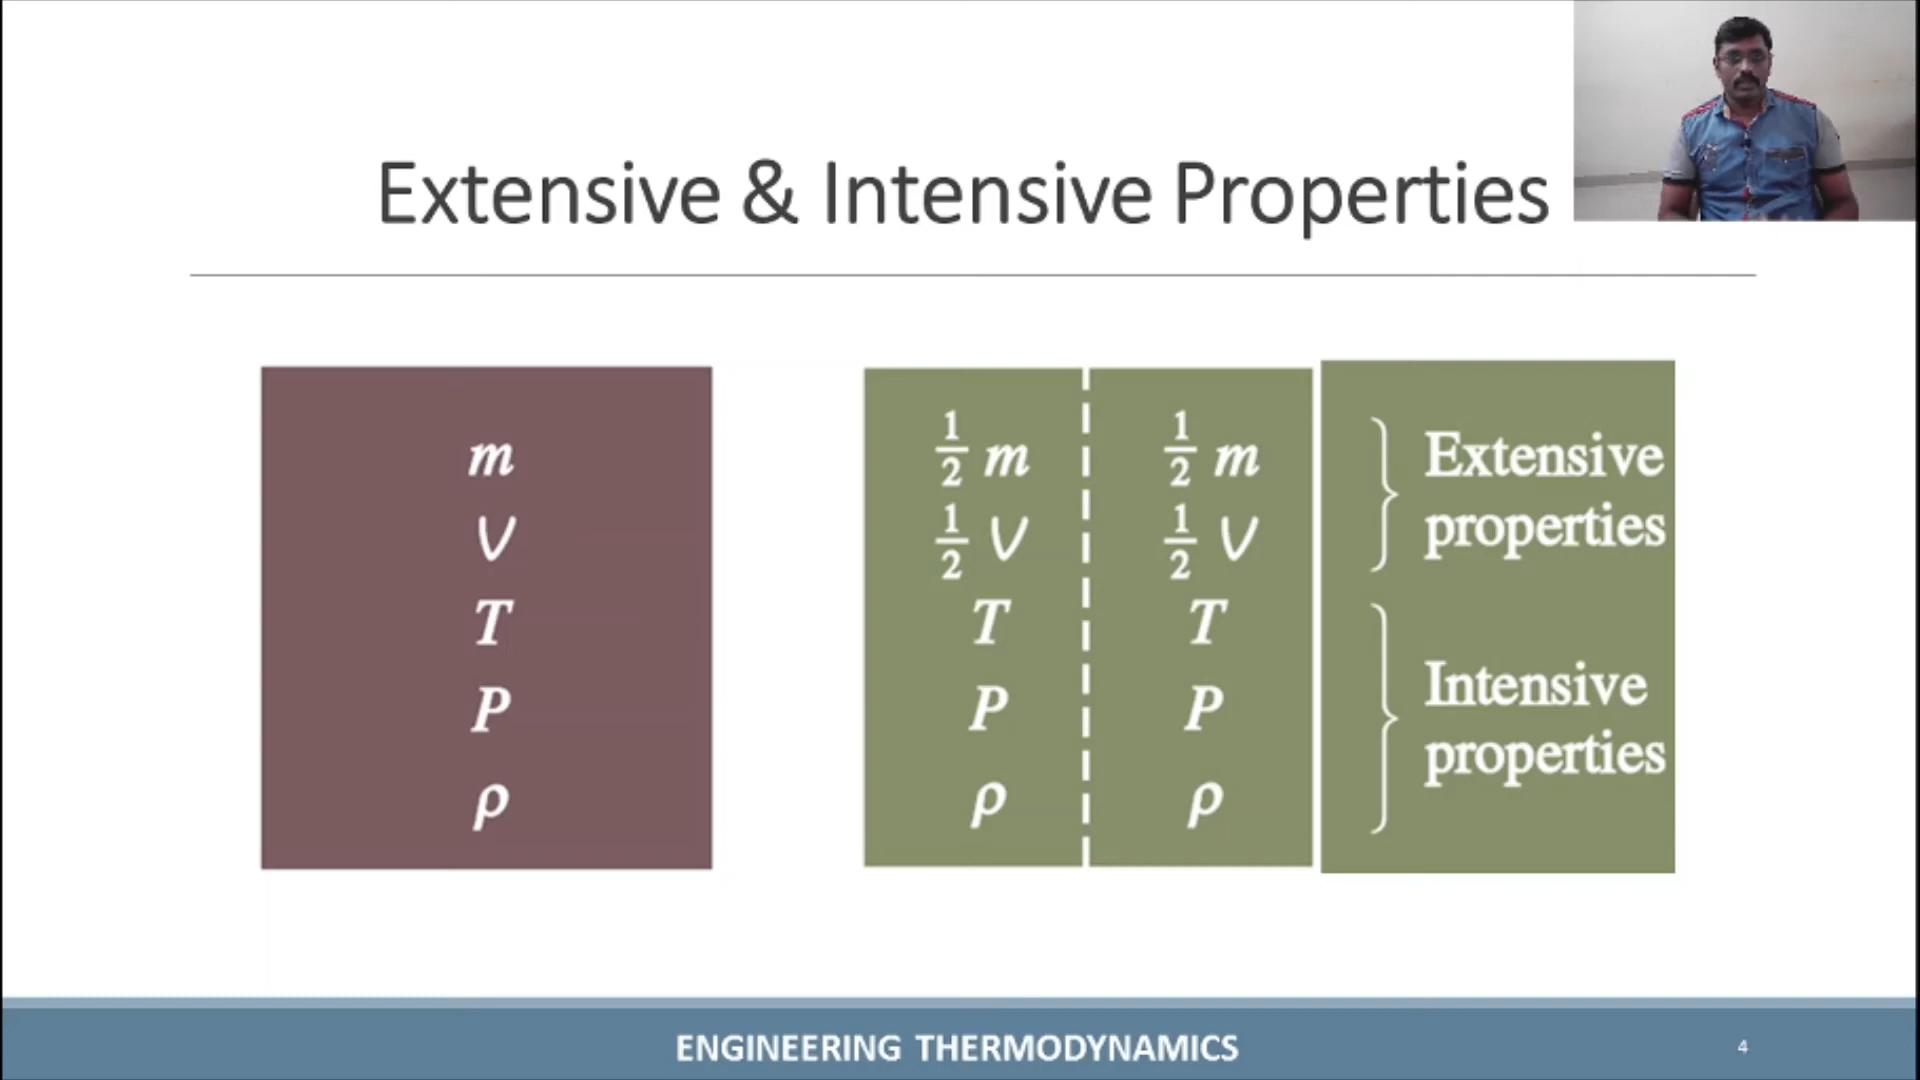 Extensive & Intensive Properties
m
V
T
P
ρ
1/2 m 1/2 m
1/2 V 1/2 V
T T
P P
ρ ρ
Extensive
properties
Intensive
properties
ENGINEERING THERMODYNAMICS
4